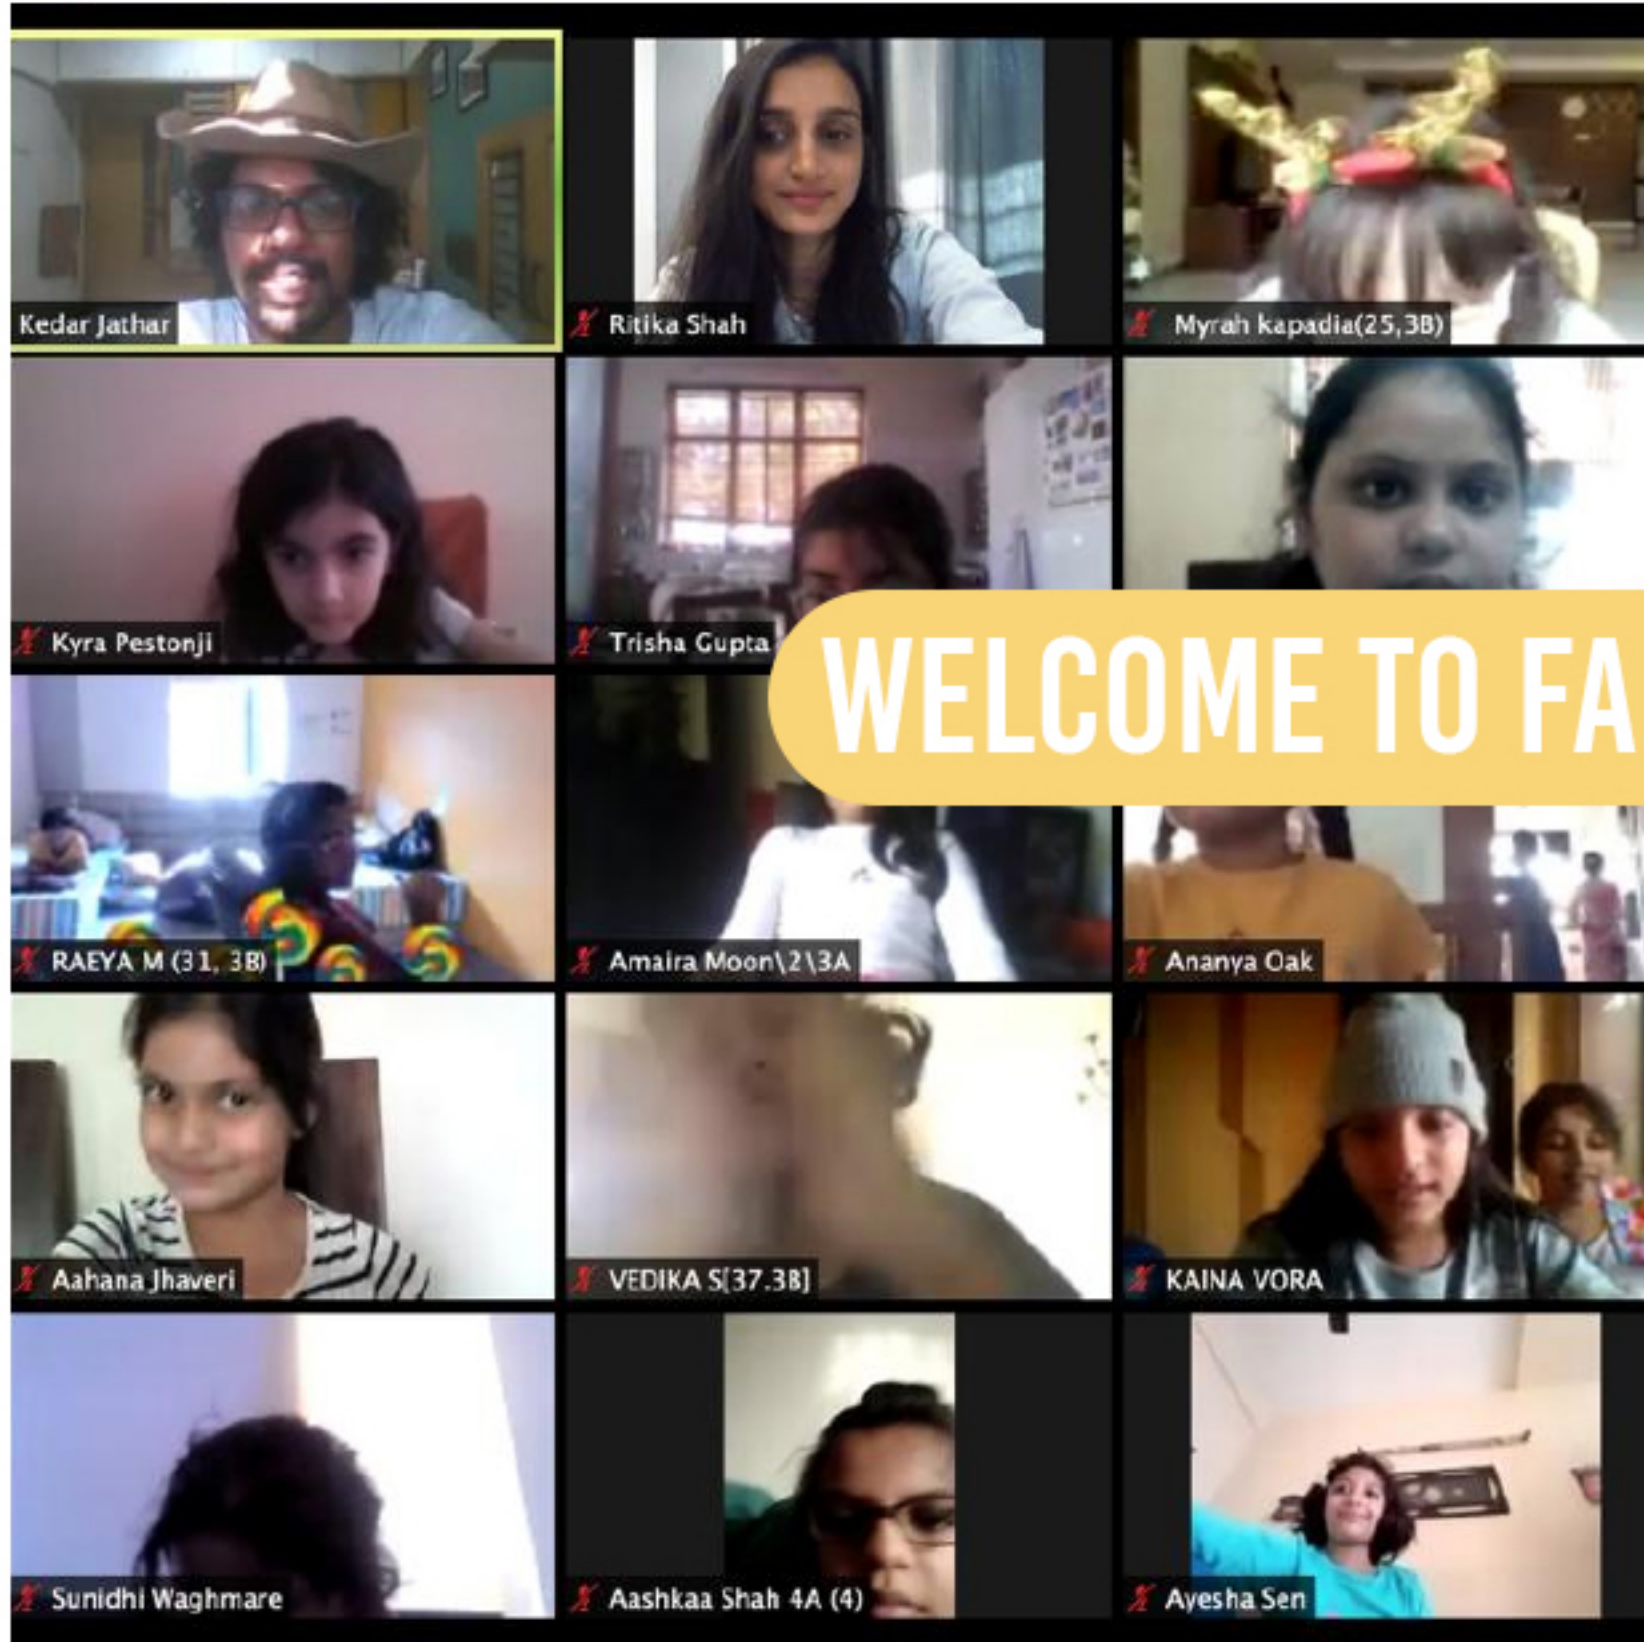 Kedar Jathar
Ritika Shah
Myrah kapadia(25,3B)
Kyra Pestonji
Trisha Gupta
WELCOME TO FA
RAEYA M (31, 3B)
Amaira Moon\2\3A
Ananya Oak
Aahana Jhaveri
VEDIKA S[37.3B]
KAINA VORA
Sunidhi Waghmare
Aashkaa Shah 4A (4)
Ayesha Sen